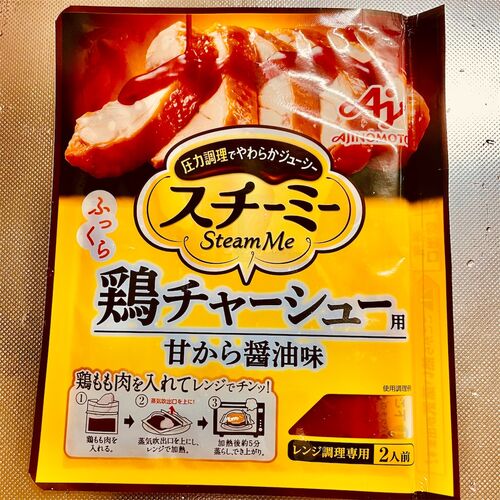 Aj
AJINOMOTO
圧力調理でやわらかジューシー
スチーミー
Steam Me
ふっくら
鶏チャーシュー用
甘から醤油味
鶏もも肉を入れてレンジでチンッ!
1
鶏もも肉を
入れる。
2
蒸気吹出口を上に!
蒸気吹出口を上にし、
レンジで加熱。
3
加熱後約5分
蒸らし、でき上がり。
使用調理例
レンジ調理専用
2人前